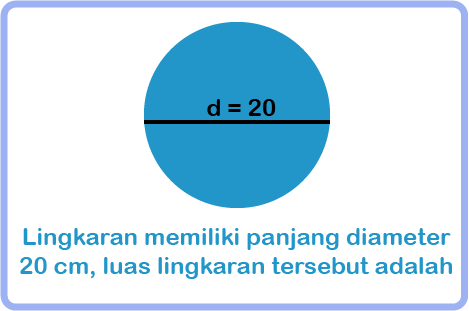 d = 20
Lingkaran memiliki panjang diameter
20 cm, luas lingkaran tersebut adalah